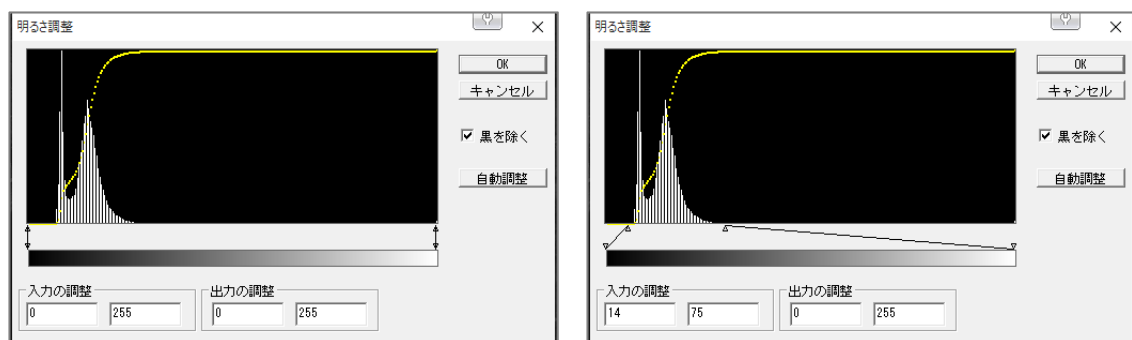 明るさ調整
OK
キャンセル
黒を除く
自動調整
入力の調整
0
255
出力の調整
0
255
明るさ調整
OK
キャンセル
黒を除く
自動調整
入力の調整
14
75
出力の調整
0
255